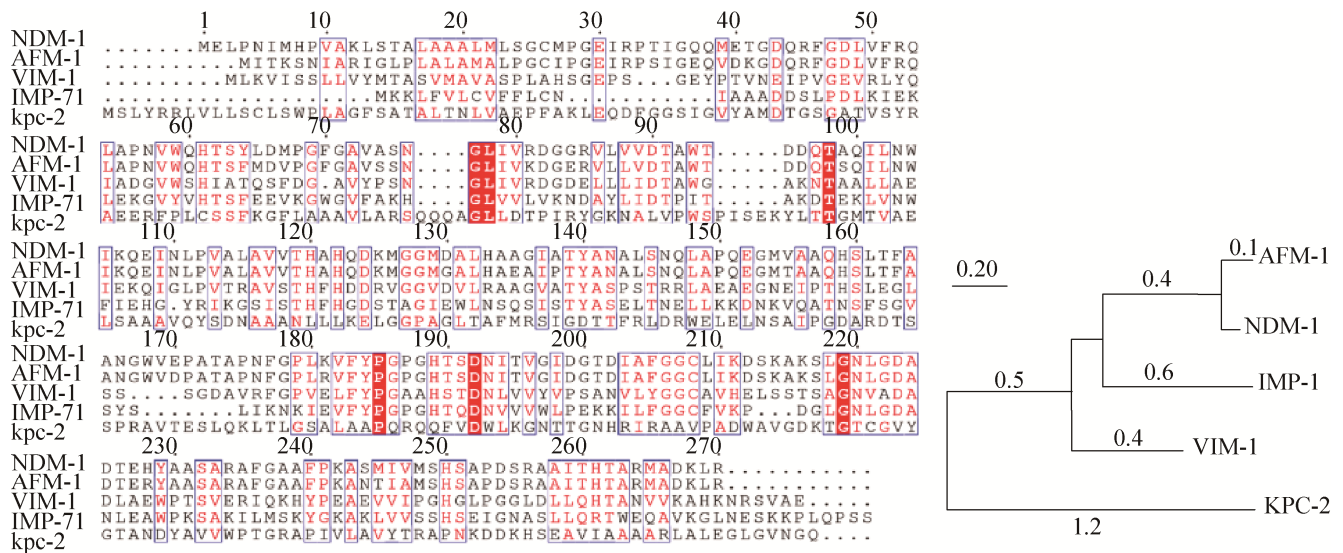 1 10 20 30 40 50
NDM-1 .......MELPNIMHPVAKLSTALAAALMLSGCMPGEIRPTIGQQMETGDQRFGDLVFRQ
AFM-1 ..........MITKSNIARIGLPLALAMALPGCIPGEIRPSIGEQVDKGDQRFGDLVFRQ
VIM-1 .........MLKVISSLLVYMTASVMAVASPLAHSGEPS...GEYPTVNEIPVGEVRLYQ
IMP-71 ....................MKKLFVLCVFFLCN...........IAAADDSLPDLKIEK
kpc-2 MSLYRRLVLLSCLSWPLAGFSATALTNLVAEPFAKLEQDFGGSIGVYAMDTGSGATVSYR
60 70 80 90 100
NDM-1 LAPNVWQHTSYLDMPGFGAVASN....GLIVRDGGRVLVVDTAWT.....DDQTAQILNW
AFM-1 LAPNVWQHTSFMDVPGFGAVSSN....GLIVKDGERVLVVDTAWT.....DDQTSQILNW
VIM-1 IADGVWSHIATQSFDG.AVYPSN....GLIVRDGDELLLIDTAWG.....AKNTAALLAE
IMP-71 LEKGVYVHTSFEEVKGWGVFAKH....GLVVLVKNDAYLIDTPIT.....AKDTEKLVNW
kpc-2 AEERFPLCSSFKGFLAAAVLARSQQQAGLLDTPIRYGKNALVPWSPISEKYLTTGMTVAE
110 120 130 140 150 160
NDM-1 IKQEINLPVALAVVTHAHQDKMGGMDALHAAGIATYANALSNQLAPQEGMVAAQHSLTFA
AFM-1 IKQEINLPVALAVVTHAHQDKMGGMGALHAEAIPTYANALSNQLAPQEGMTAAQHSLTFA
VIM-1 IEKQIGLPVTRAVSTHFHDDRVGGVDVLRAAGVATYASPSTRRLAEAEGNEIPTHSLEGL
IMP-71 FIEHG.YRIKGSISTHFHGDSTAGIEWLNSQSISTYASELTNELLKKDNKVQATNSFSGV
kpc-2 LSAAAVQYSDNAAANLLLKELGGPAGLTAFMRSIGDTTFRLDRWELELNSAIPGDARDTS
170 180 190 200 210 220
NDM-1 ANGWVEPATAPNFGPLKVFYPGPGHTSDNITVGIDGTDIAFGGCLIKDSKAKSLGNLGDA
AFM-1 ANGWVDPATAPNFGPLRVFYPGPGHTSDNITVGIDGTDIAFGGCLIKDSKAKSLGNLGDA
VIM-1 SS.....SGDAVRFGPVELFYPGAAHSTDNLVVYVPSANVLYGGCAVHELSSTSAGNVADA
IMP-71 SYS......LIKNKIEVFYPGPGHTQDNVVVWLPEKKILFGGCFVKP...DGLGNLGDA
kpc-2 SPRAVTESLQKLTLGSALAAPQRQQFVDWLKGNTTGNHRIRAAVPADWAVGDKTGTCGVY
230 240 250 260 270
NDM-1 DTEHYAASARAFGAAFPKASMIVMSHSAPDSRAAITHTARMADKLR...........
AFM-1 DTERYAASARAFGAAFPKANTIAMSHSAPDSRAAITHTARMADKLR...........
VIM-1 DLAEWPTSVERIQKHYPEAEVVIPGHGLPGGLDLLQHTANVVKAHKNRSVAE.....
IMP-71 NLEAWPKSAKILMSKYGKAKLVVSSHSEIGNASLLQRTWEQAVKGLNESKKPLQPSS
kpc-2 GTANDYAVVWPTGRAPIVLAVYTRAPNKDDKHSEAVIAAAARLALEGLGVNGQ....
0.20
0.1 AFM-1
0.4
NDM-1
0.5 0.6 IMP-1
0.4 VIM-1
KPC-2
1.2